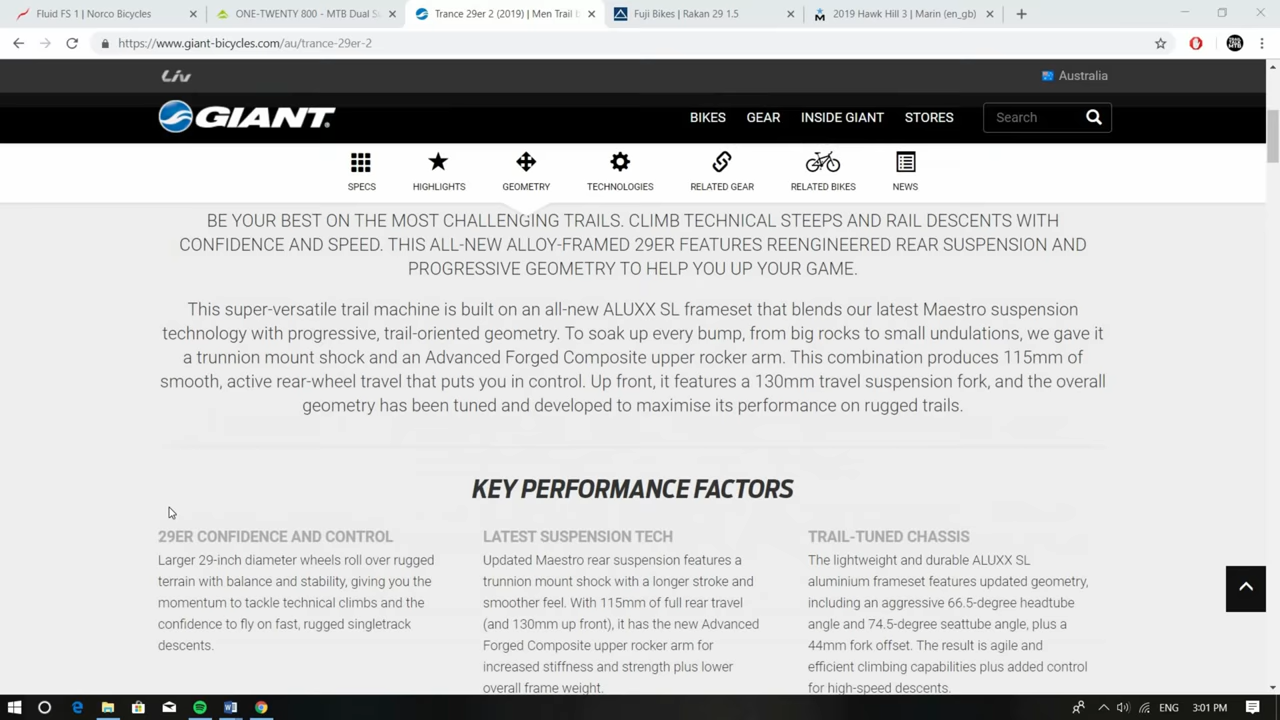 Fluid FS 1 | Norco Bicycles
ONE-TWENTY 800 - MTB Dual S
Trance 29er 2 (2019) | Men Trail B
Fuji Bikes | Rakan 29 1.5
2019 Hawk Hill 3 | Marin (en_gb)
https://www.giant-bicycles.com/au/trance-29er-2
Liv
Australia
GIANT
BIKES
GEAR
INSIDE GIANT
STORES
Search
SPECS
HIGHLIGHTS
GEOMETRY
TECHNOLOGIES
RELATED GEAR
RELATED BIKES
NEWS
BE YOUR BEST ON THE MOST CHALLENGING TRAILS. CLIMB TECHNICAL STEEPS AND RAIL DESCENTS WITH
CONFIDENCE AND SPEED. THIS ALL-NEW ALLOY-FRAMED 29ER FEATURES REENGINEERED REAR SUSPENSION AND
PROGRESSIVE GEOMETRY TO HELP YOU UP YOUR GAME.
This super-versatile trail machine is built on an all-new ALUXX SL frameset that blends our latest Maestro suspension
technology with progressive, trail-oriented geometry. To soak up every bump, from big rocks to small undulations, we gave it
a trunnion mount shock and an Advanced Forged Composite upper rocker arm. This combination produces 115mm of
smooth, active rear-wheel travel that puts you in control. Up front, it features a 130mm travel suspension fork, and the overall
geometry has been tuned and developed to maximise its performance on rugged trails.
KEY PERFORMANCE FACTORS
29ER CONFIDENCE AND CONTROL
Larger 29-inch diameter wheels roll over rugged
terrain with balance and stability, giving you the
momentum to tackle technical climbs and the
confidence to fly on fast, rugged singletrack
descents.
LATEST SUSPENSION TECH
Updated Maestro rear suspension features a
trunnion mount shock with a longer stroke and
smoother feel. With 115mm of full rear travel
(and 130mm up front), it has the new Advanced
Forged Composite upper rocker arm for
increased stiffness and strength plus lower
overall frame weight.
TRAIL-TUNED CHASSIS
The lightweight and durable ALUXX SL
aluminium frameset features updated geometry,
including an aggressive 66.5-degree headtube
angle and 74.5-degree seattube angle, plus a
44mm fork offset. The result is agile and
efficient climbing capabilities plus added control
for high-speed descents.
ENG
3:01 PM